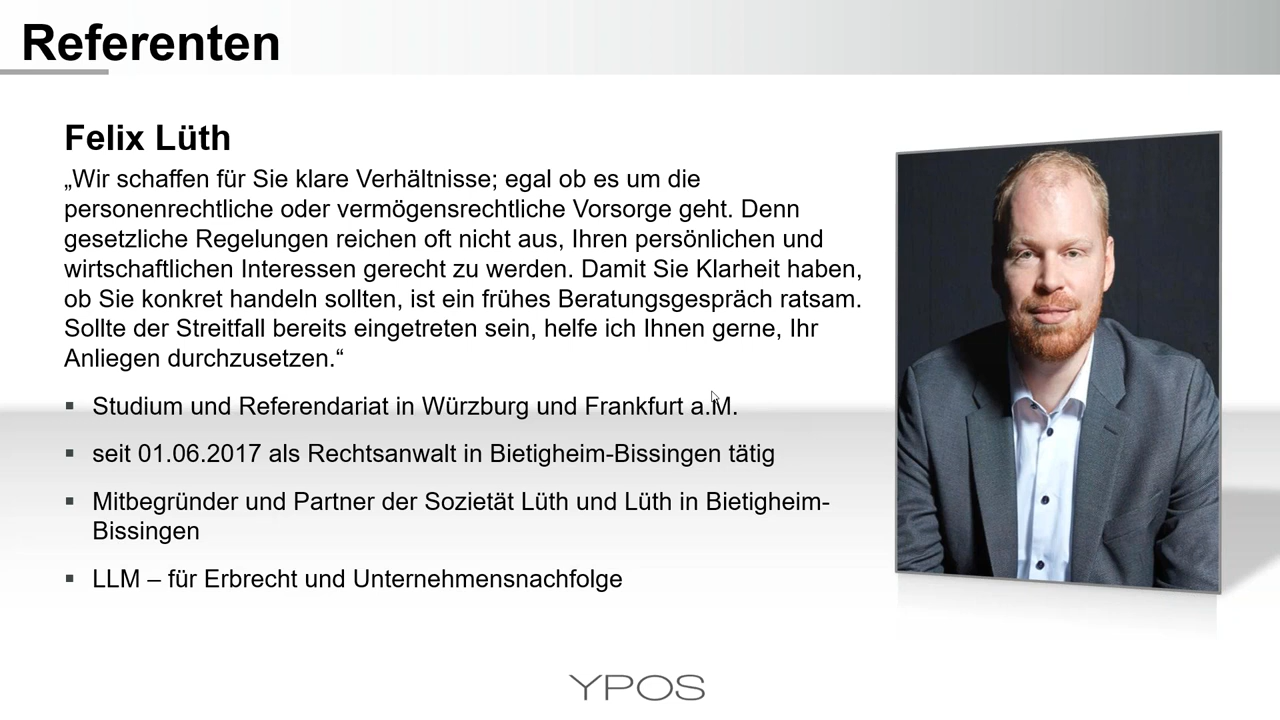 Referenten
Felix Lüth
„Wir schaffen für Sie klare Verhältnisse; egal ob es um die
personenrechtliche oder vermögensrechtliche Vorsorge geht. Denn
gesetzliche Regelungen reichen oft nicht aus, Ihren persönlichen und
wirtschaftlichen Interessen gerecht zu werden. Damit Sie Klarheit haben,
ob Sie konkret handeln sollten, ist ein frühes Beratungsgespräch ratsam.
Sollte der Streitfall bereits eingetreten sein, helfe ich Ihnen gerne, Ihr
Anliegen durchzusetzen.“
▪ Studium und Referendariat in Würzburg und Frankfurt a.M.
▪ seit 01.06.2017 als Rechtsanwalt in Bietigheim-Bissingen tätig
▪ Mitbegründer und Partner der Sozietät Lüth und Lüth in Bietigheim-
Bissingen
▪ LLM – für Erbrecht und Unternehmensnachfolge
YPOS